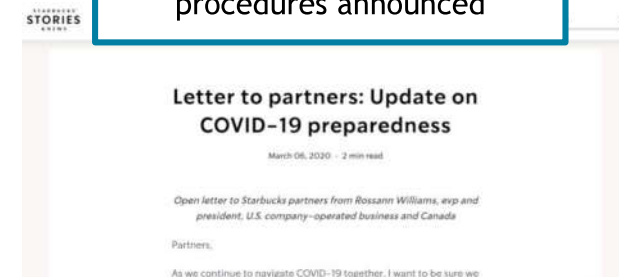 procedures announced
STARBUCKS
STORIES
& NEWS
Letter to partners: Update on
COVID-19 preparedness
March 06, 2020 - 2 min read
Open letter to Starbucks partners from Rossann Williams, evp and
president, U.S. company-operated business and Canada
Partners,
As we continue to navigate COVID-19 together, I want to be sure we